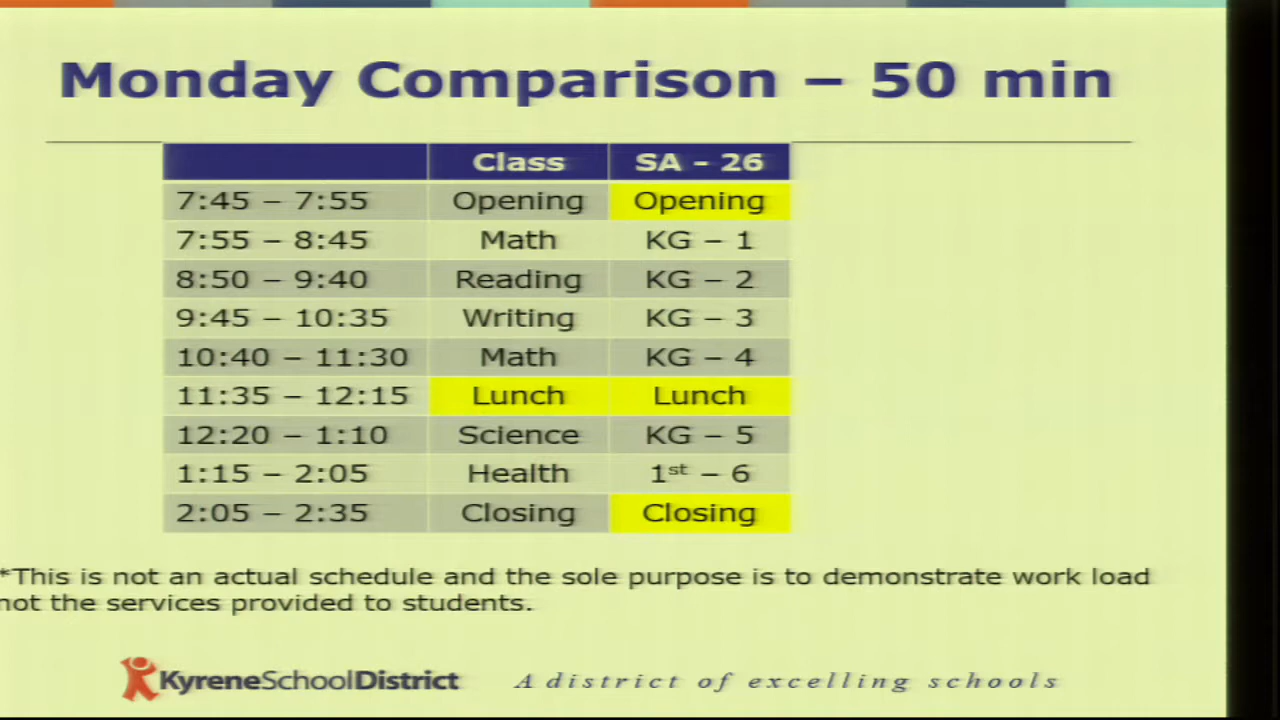 Monday Comparison – 50 min
Class SA - 26
7:45 – 7:55 Opening Opening
7:55 – 8:45 Math KG – 1
8:50 – 9:40 Reading KG – 2
9:45 – 10:35 Writing KG – 3
10:40 – 11:30 Math KG – 4
11:35 – 12:15 Lunch Lunch
12:20 – 1:10 Science KG – 5
1:15 – 2:05 Health 1st – 6
2:05 – 2:35 Closing Closing
*This is not an actual schedule and the sole purpose is to demonstrate work load
not the services provided to students.
KyreneSchoolDistrict A district of excelling schools